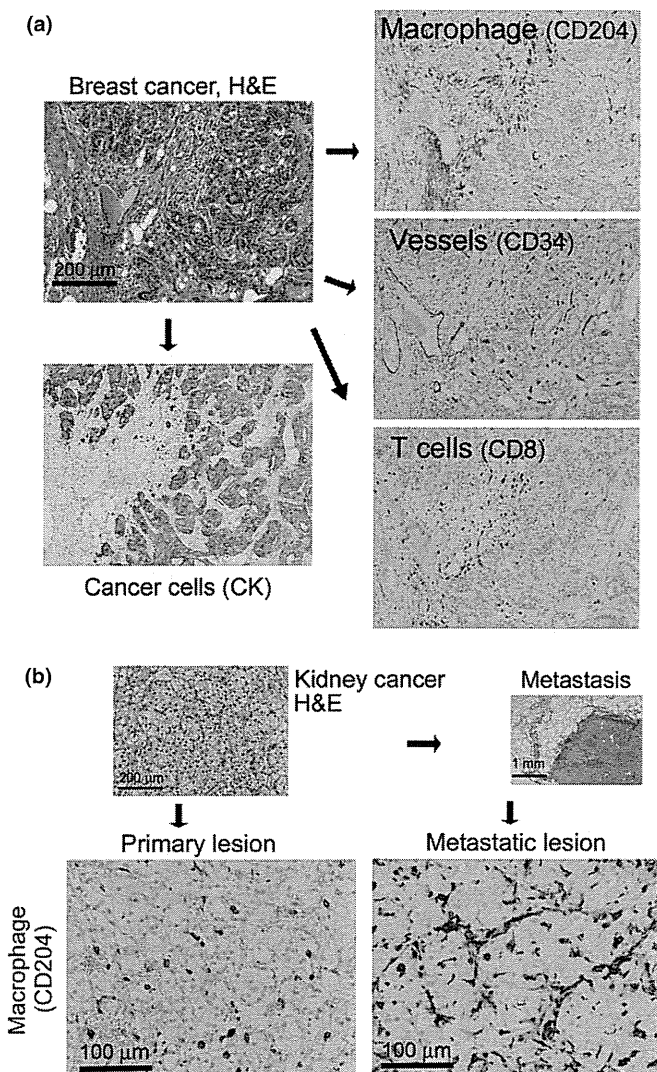 (a)
Breast cancer, H&E
200 μm
Macrophage (CD204)
Vessels (CD34)
T cells (CD8)
Cancer cells (CK)
(b)
Kidney cancer
H&E
200 μm
Metastasis
1 mm
Primary lesion
Metastatic lesion
Macrophage
(CD204)
100 μm
100 μm